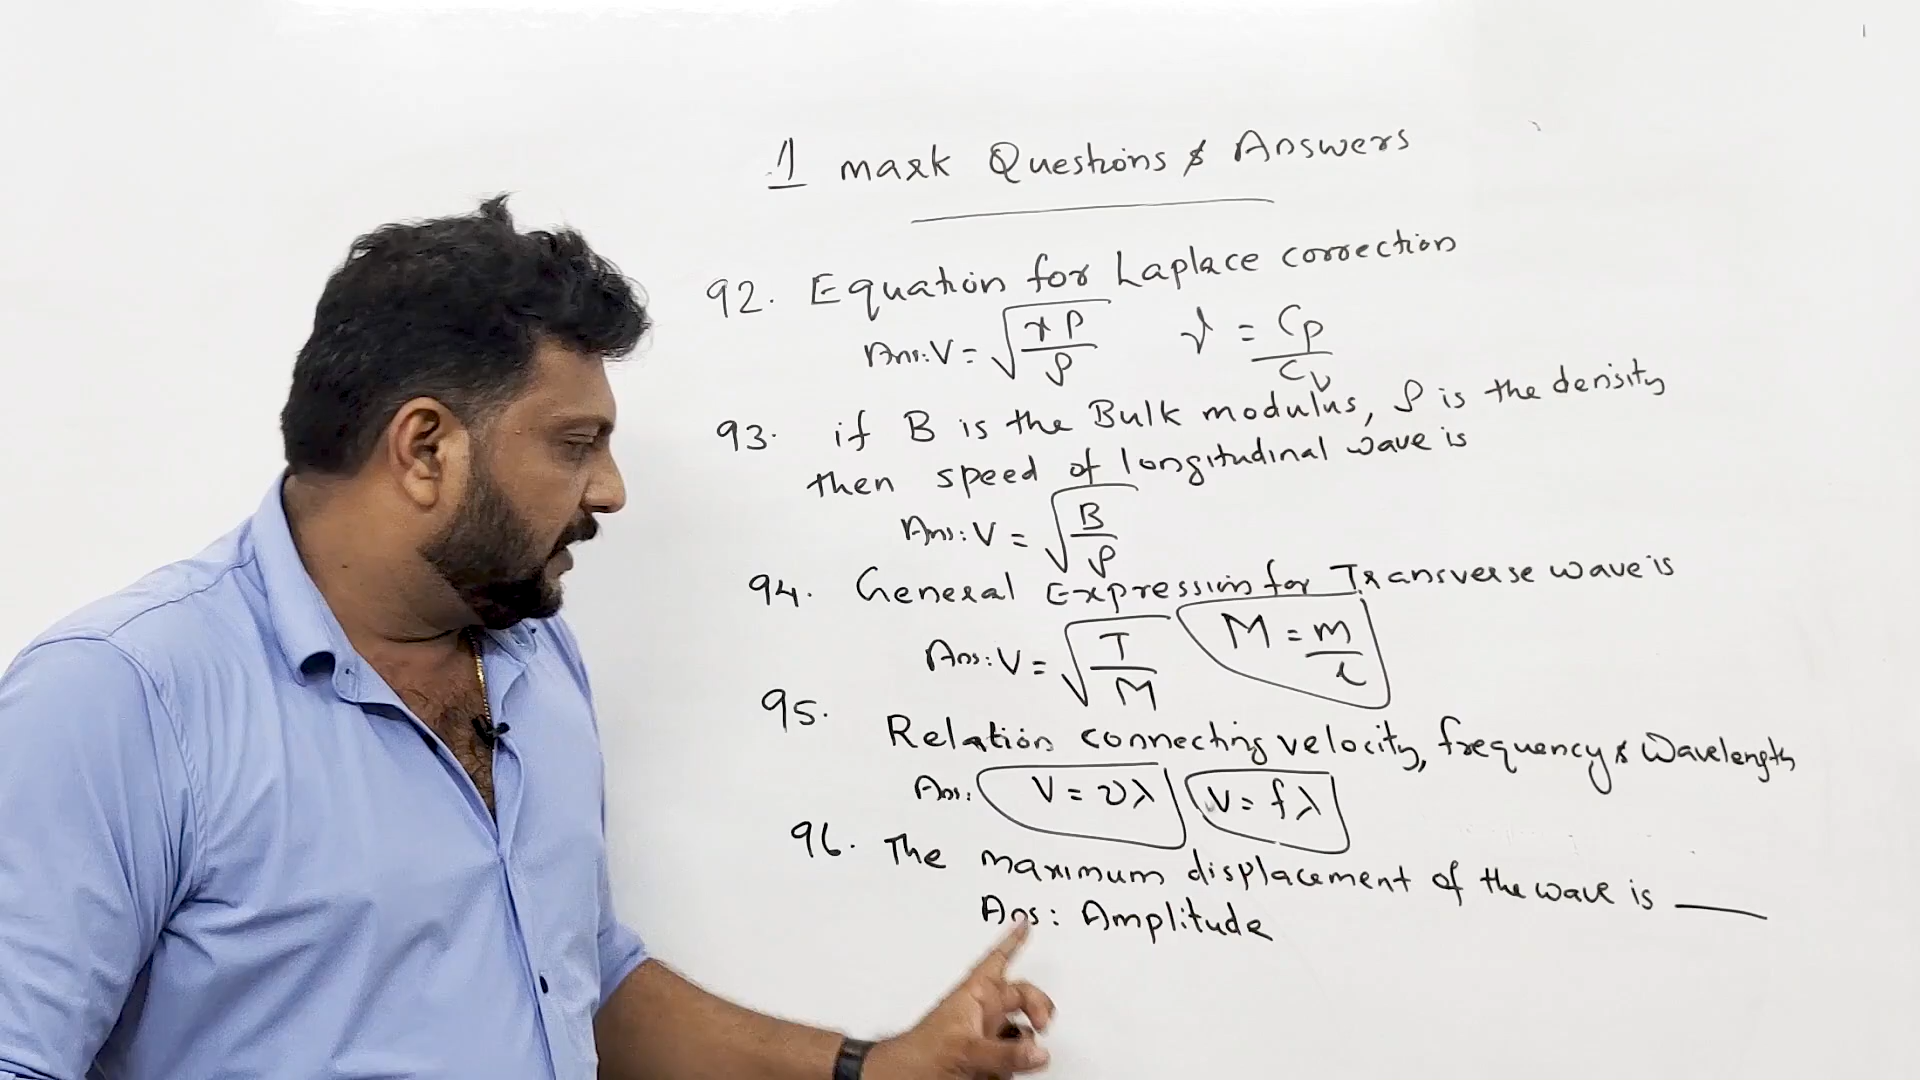 1 mark Questions & Answers
92. Equation for Laplace correction
Ans: V = √(γP/ρ) γ = Cp/Cv
93. if B is the Bulk modulus, ρ is the density
then speed of longitudinal wave is
Ans: V = √(B/ρ)
94. General Expression for Transverse wave is
Ans: V = √(T/M) M = m/l
95. Relation connecting velocity, frequency & Wavelength
Ans: V = νλ V = fλ
96. The maximum displacement of the wave is ___
Ans: Amplitude